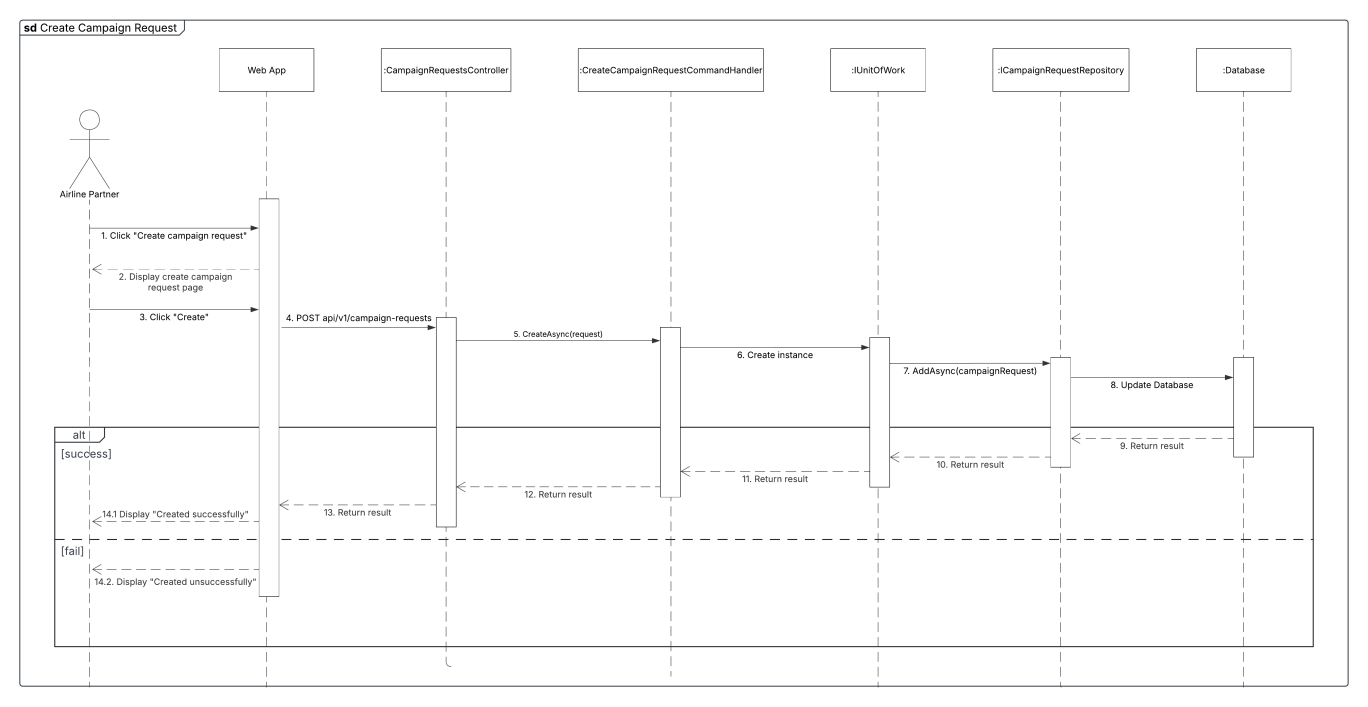 sd Create Campaign Request
Web App
:CampaignRequestsController
:CreateCampaignRequestCommandHandler
:IUnitOfWork
:ICampaignRequestRepository
:Database
Airline Partner
1. Click "Create campaign request"
2. Display create campaign
request page
3. Click "Create"
4. POST api/v1/campaign-requests
5. CreateAsync(request)
6. Create instance
7. AddAsync(campaignRequest)
8. Update Database
alt
[success]
9. Return result
10. Return result
11. Return result
12. Return result
13. Return result
14.1 Display "Created successfully"
[fail]
14.2. Display "Created unsuccessfully"